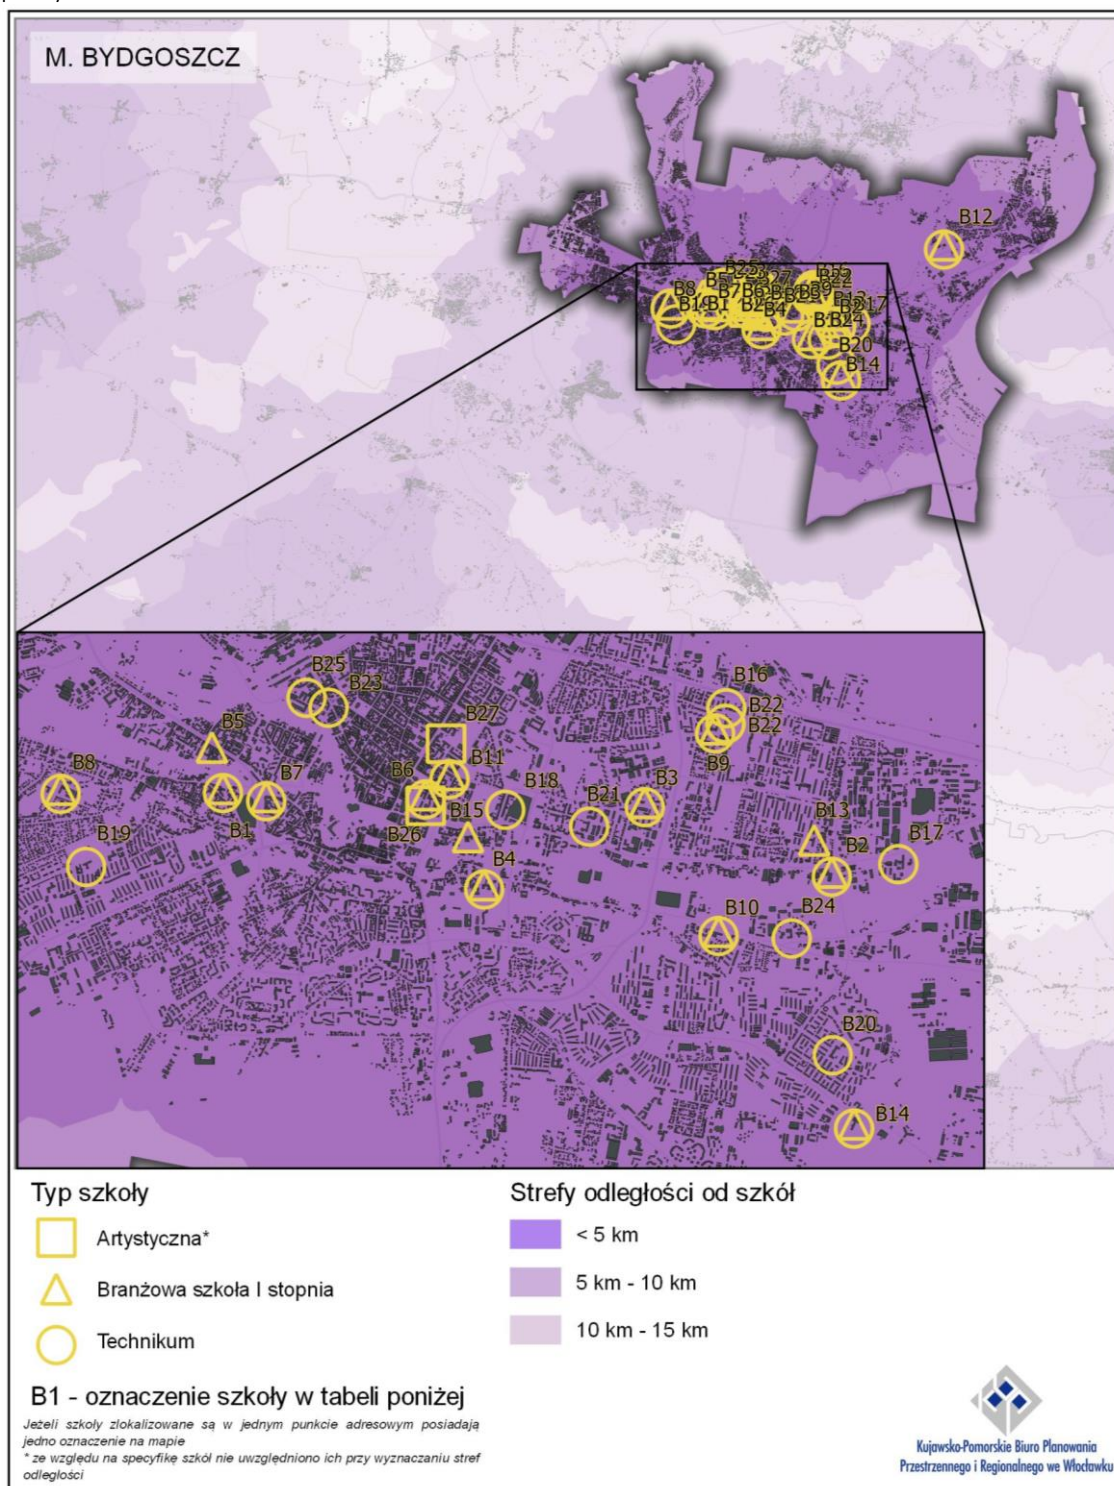 M. BYDGOSZCZ
B12
B8
B4
B20
B14
B25
B23
B16
B27
B22
B5
B22
B11
B9
B8
B6
B7
B18
B3
B1
B15
B21
B13
B26
B2
B17
B19
B4
B10
B24
B20
B14
Typ szkoły
Artystyczna*
Branżowa szkoła I stopnia
Technikum
Strefy odległości od szkół
< 5 km
5 km - 10 km
10 km - 15 km
B1 - oznaczenie szkoły w tabeli poniżej
Jeżeli szkoły zlokalizowane są w jednym punkcie adresowym posiadają
jedno oznaczenie na mapie
* ze względu na specyfikę szkół nie uwzględniono ich przy wyznaczaniu stref
odległości
Kujawsko-Pomorskie Biuro Planowania
Przestrzennego i Regionalnego we Włocławku